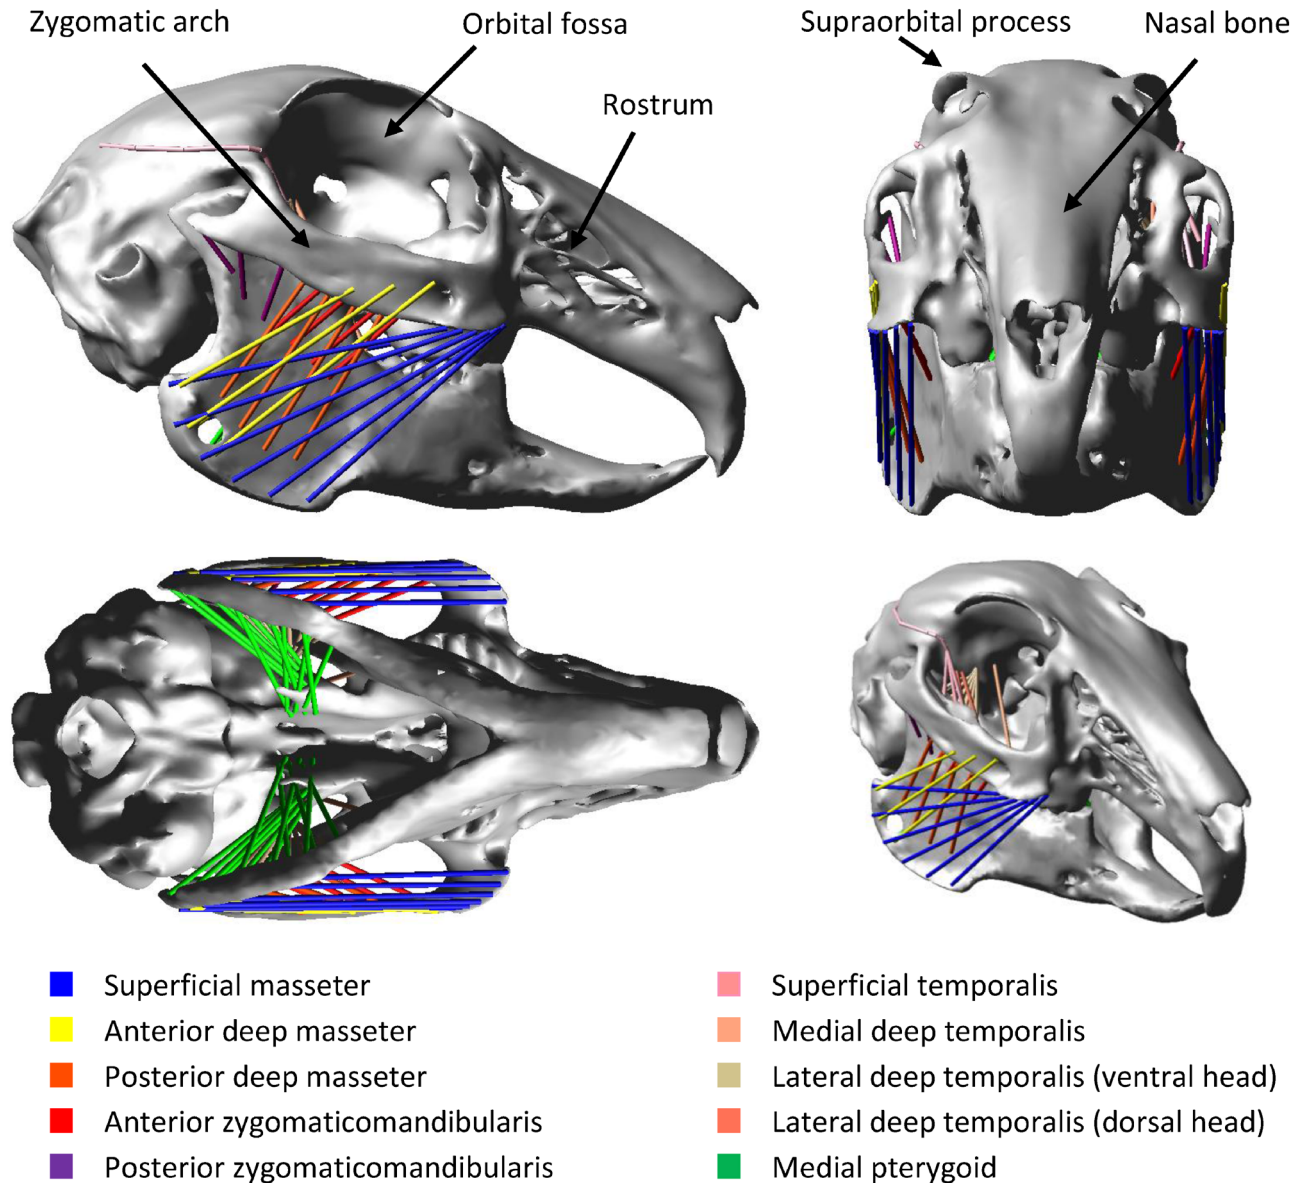 Zygomatic arch
Orbital fossa
Supraorbital process
Nasal bone
Rostrum
Superficial masseter
Anterior deep masseter
Posterior deep masseter
Anterior zygomaticomandibularis
Posterior zygomaticomandibularis
Superficial temporalis
Medial deep temporalis
Lateral deep temporalis (ventral head)
Lateral deep temporalis (dorsal head)
Medial pterygoid